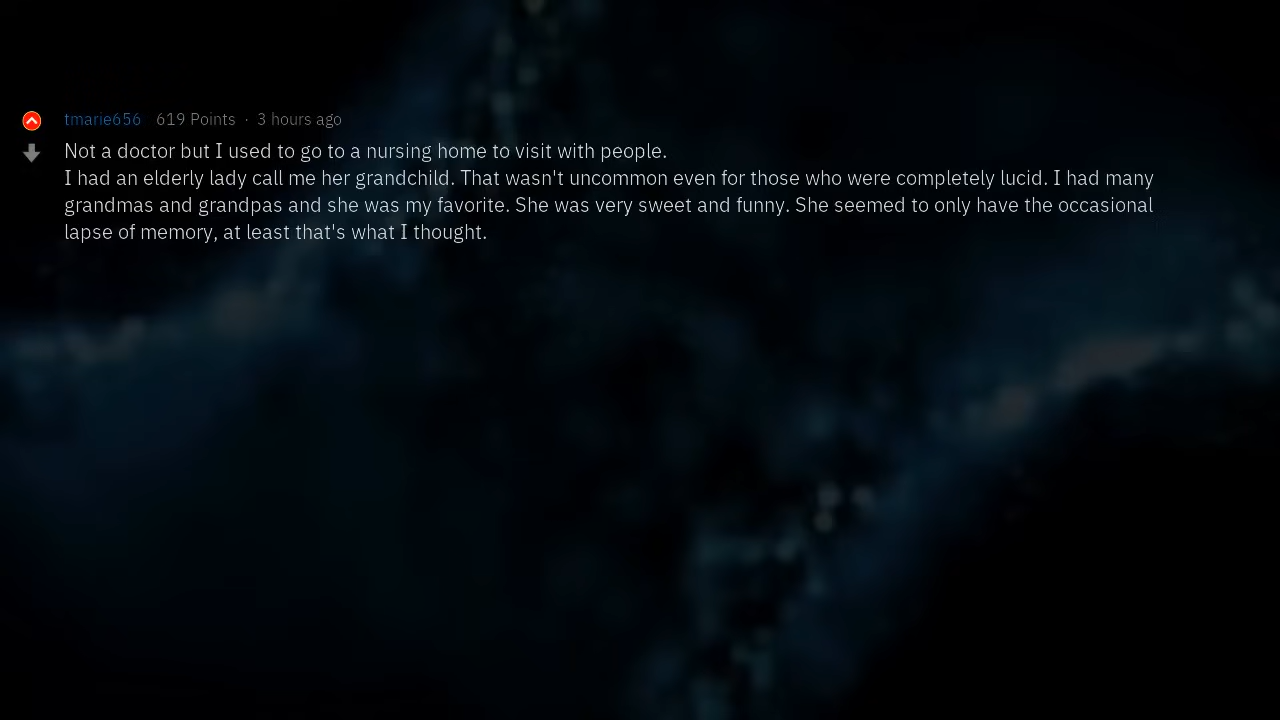 tmarie656 619 Points · 3 hours ago
Not a doctor but I used to go to a nursing home to visit with people.
I had an elderly lady call me her grandchild. That wasn't uncommon even for those who were completely lucid. I had many
grandmas and grandpas and she was my favorite. She was very sweet and funny. She seemed to only have the occasional
lapse of memory, at least that's what I thought.